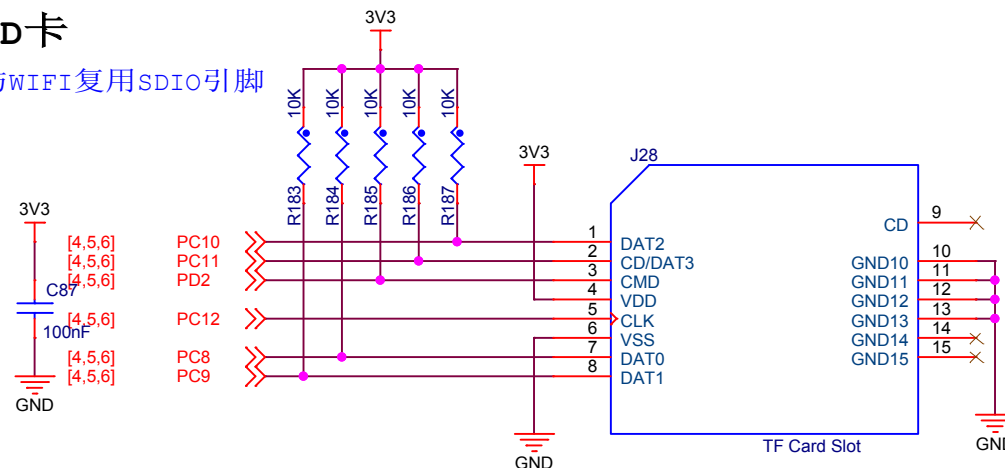 D卡
WIFI复用SDIO引脚
3V3
10K
10K
10K
10K
10K
R183
R184
R185
R186
R187
3V3
J28
3V3
C87
100nF
GND
[4,5,6] PC10
[4,5,6] PC11
[4,5,6] PD2
[4,5,6] PC12
[4,5,6] PC8
[4,5,6] PC9
1 DAT2
2 CD/DAT3
3 CMD
4 VDD
5 CLK
6 VSS
7 DAT0
8 DAT1
CD 9
GND10 10
GND11 11
GND12 12
GND13 13
GND14 14
GND15 15
GND
TF Card Slot
GND